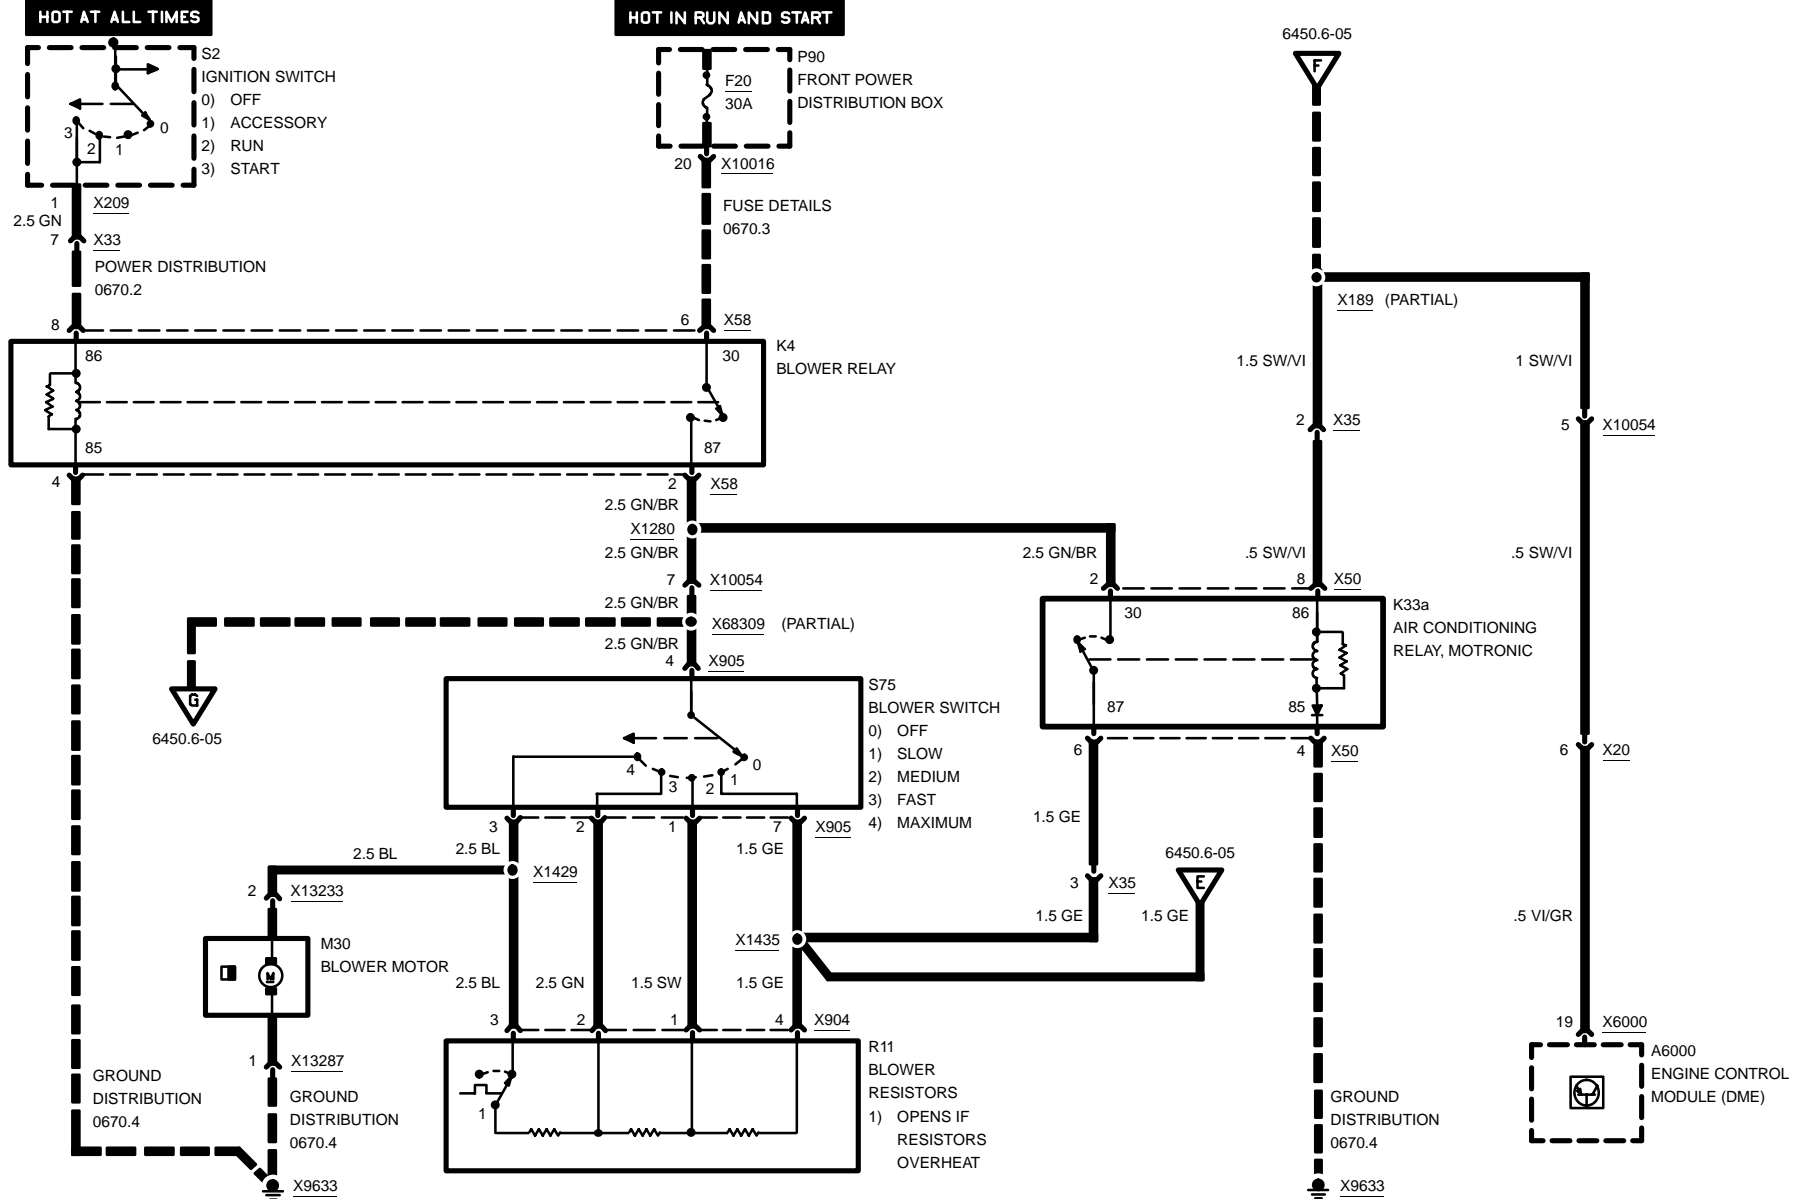 HOT AT ALL TIMES
HOT IN RUN AND START
6450.6-05
F
S2
IGNITION SWITCH
0) OFF
1) ACCESSORY
2) RUN
3) START
3
2
1
0
P90
FRONT POWER
DISTRIBUTION BOX
F20
30A
20
X10016
1
X209
2.5 GN
7
X33
FUSE DETAILS
0670.3
POWER DISTRIBUTION
0670.2
X189 (PARTIAL)
8
6
X58
86
30
K4
BLOWER RELAY
1.5 SW/VI
1 SW/VI
2
X35
5
X10054
85
87
4
2
X58
2.5 GN/BR
X1280
2.5 GN/BR
2.5 GN/BR
.5 SW/VI
.5 SW/VI
7
X10054
2
8
X50
2.5 GN/BR
X68309 (PARTIAL)
2.5 GN/BR
4
X905
30
86
K33a
AIR CONDITIONING
RELAY, MOTRONIC
G
6450.6-05
87
85
S75
BLOWER SWITCH
0) OFF
1) SLOW
2) MEDIUM
3) FAST
4) MAXIMUM
4
3
2
1
0
6
4
X50
6
X20
3
2
1
7
X905
1.5 GE
2.5 BL
2.5 BL
1.5 GE
X1429
6450.6-05
E
2
X13233
3
X35
1.5 GE
1.5 GE
.5 VI/GR
X1435
M30
BLOWER MOTOR
M
2.5 BL
2.5 GN
1.5 SW
1.5 GE
3
2
1
4
X904
19
X6000
R11
BLOWER
RESISTORS
1) OPENS IF
RESISTORS
OVERHEAT
1
A6000
ENGINE CONTROL
MODULE (DME)
1
X13287
GROUND
DISTRIBUTION
0670.4
GROUND
DISTRIBUTION
0670.4
GROUND
DISTRIBUTION
0670.4
X9633
X9633